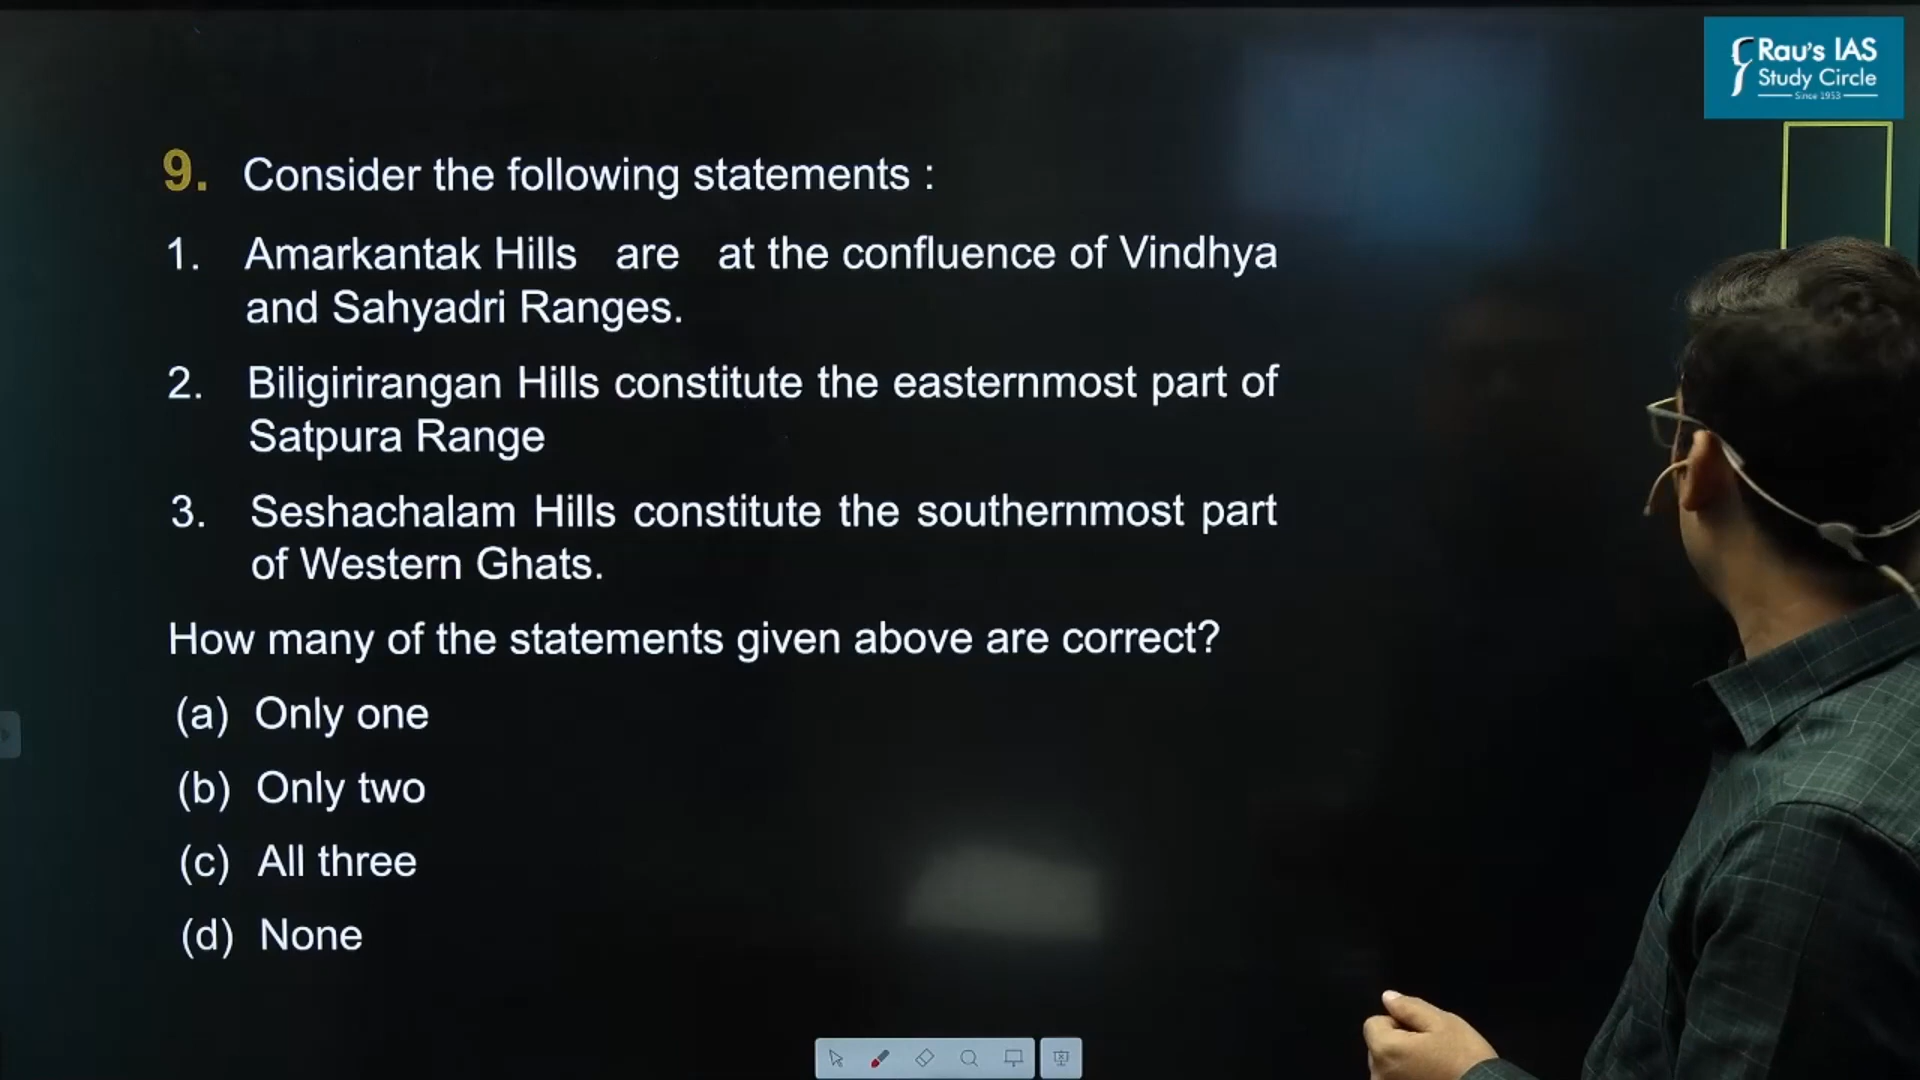 Rau's IAS
Study Circle
Since 1953
9. Consider the following statements :
1. Amarkantak Hills are at the confluence of Vindhya
and Sahyadri Ranges.
2. Biligirirangan Hills constitute the easternmost part of
Satpura Range
3. Seshachalam Hills constitute the southernmost part
of Western Ghats.
How many of the statements given above are correct?
(a) Only one
(b) Only two
(c) All three
(d) None